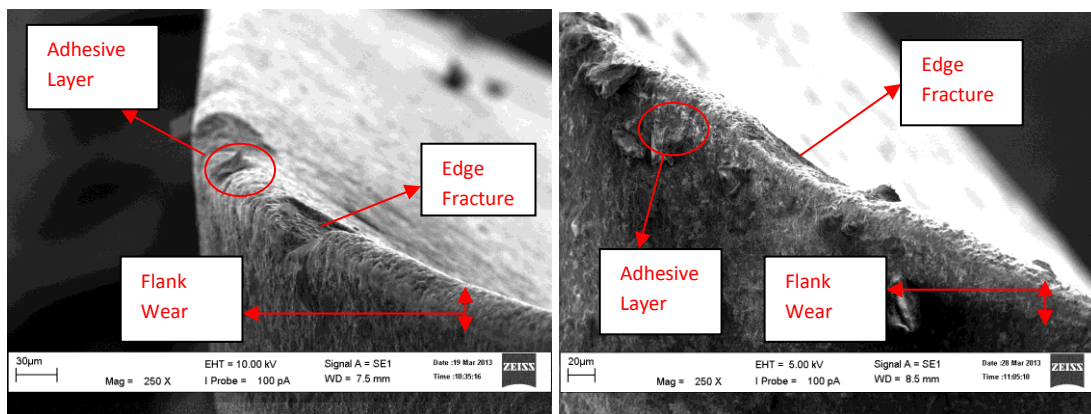 Adhesive
Layer
Edge
Fracture
Flank
Wear
30µm
EHT = 10.00 kV
Signal A = SE1
Date :19 Mar 2013
Mag = 250 X
I Probe = 100 pA
WD = 7.5 mm
Time :10:35:16
ZEISS
Edge
Fracture
Adhesive
Layer
Flank
Wear
20µm
EHT = 5.00 kV
Signal A = SE1
Date :28 Mar 2013
Mag = 250 X
I Probe = 100 pA
WD = 8.5 mm
Time :11:05:10
ZEISS